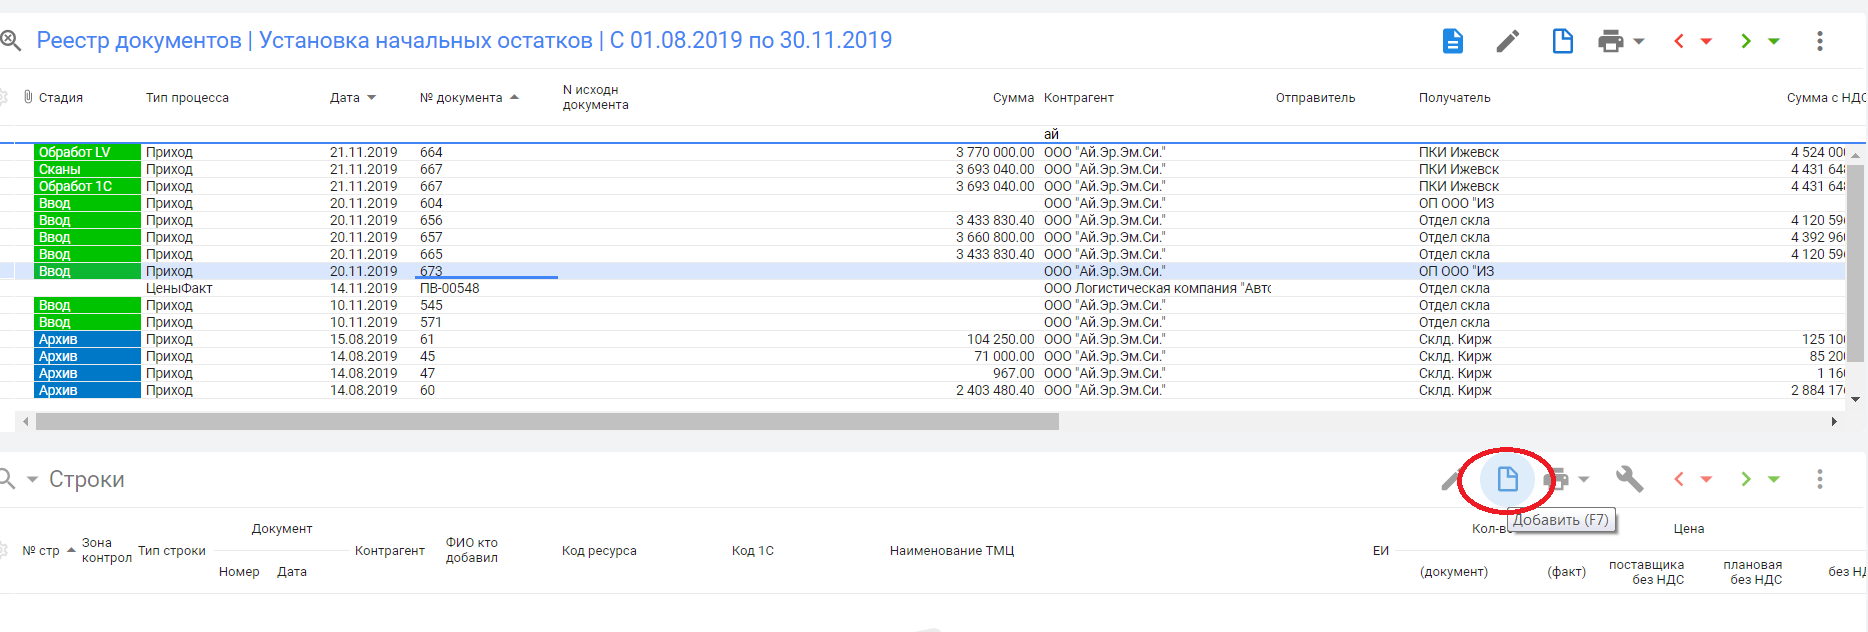 Реестр документов | Установка начальных остатков | С 01.08.2019 по 30.11.2019
Стадия Тип процесса Дата № документа N исходн документа Сумма Контрагент Отправитель Получатель Сумма с НДС
ай
Обработ LV Приход 21.11.2019 664 3 770 000.00 ООО "Ай.Эр.Эм.Си." ПКИ Ижевск 4 524 00
Сканы Приход 21.11.2019 667 3 693 040.00 ООО "Ай.Эр.Эм.Си." ПКИ Ижевск 4 431 64
Обработ 1С Приход 21.11.2019 667 3 693 040.00 ООО "Ай.Эр.Эм.Си." ПКИ Ижевск 4 431 64
Ввод Приход 20.11.2019 604 ООО "Ай.Эр.Эм.Си." ОП ООО "ИЗ
Ввод Приход 20.11.2019 656 3 433 830.40 ООО "Ай.Эр.Эм.Си." Отдел скла 4 120 59
Ввод Приход 20.11.2019 657 3 660 800.00 ООО "Ай.Эр.Эм.Си." Отдел скла 4 392 96
Ввод Приход 20.11.2019 665 3 433 830.40 ООО "Ай.Эр.Эм.Си." Отдел скла 4 120 59
Ввод Приход 20.11.2019 673 ООО "Ай.Эр.Эм.Си." ОП ООО "ИЗ
ЦеныФакт 14.11.2019 ПВ-00548 ООО Логистическая компания "Авто Отдел скла
Ввод Приход 10.11.2019 545 ООО "Ай.Эр.Эм.Си." Отдел скла
Ввод Приход 10.11.2019 571 ООО "Ай.Эр.Эм.Си." Отдел скла
Архив Приход 15.08.2019 61 104 250.00 ООО "Ай.Эр.Эм.Си." Склд. Кирж 125 10
Архив Приход 14.08.2019 45 71 000.00 ООО "Ай.Эр.Эм.Си." Склд. Кирж 85 20
Архив Приход 14.08.2019 47 967.00 ООО "Ай.Эр.Эм.Си." Склд. Кирж 1 16
Архив Приход 14.08.2019 60 2 403 480.40 ООО "Ай.Эр.Эм.Си." Склд. Кирж 2 884 17
Строки
Добавить (F7)
Документ Кол-во Цена
№ стр Зона контрол Тип строки Контрагент ФИО кто добавил Код ресурса Код 1С Наименование ТМЦ ЕИ
Номер Дата (документ) (факт) поставщика без НДС плановая без НДС без НД